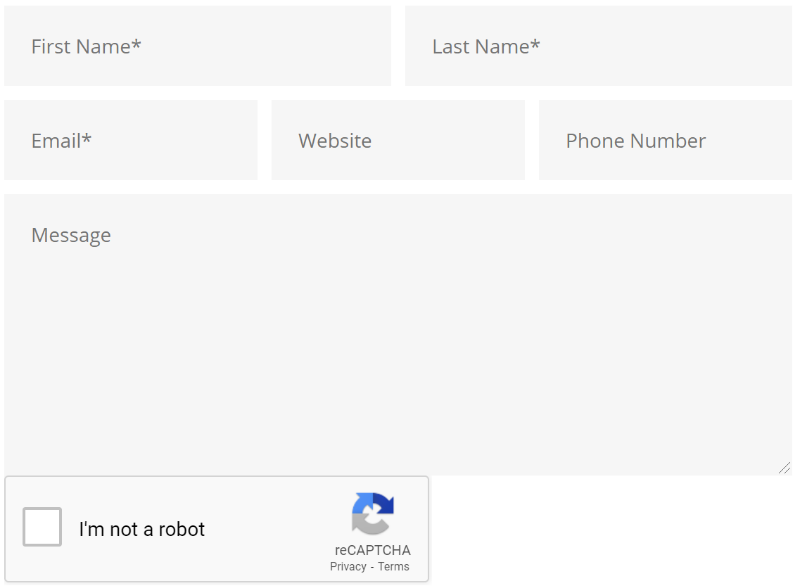 First Name* Last Name*
Email* Website Phone Number
Message
I'm not a robot
reCAPTCHA
Privacy - Terms